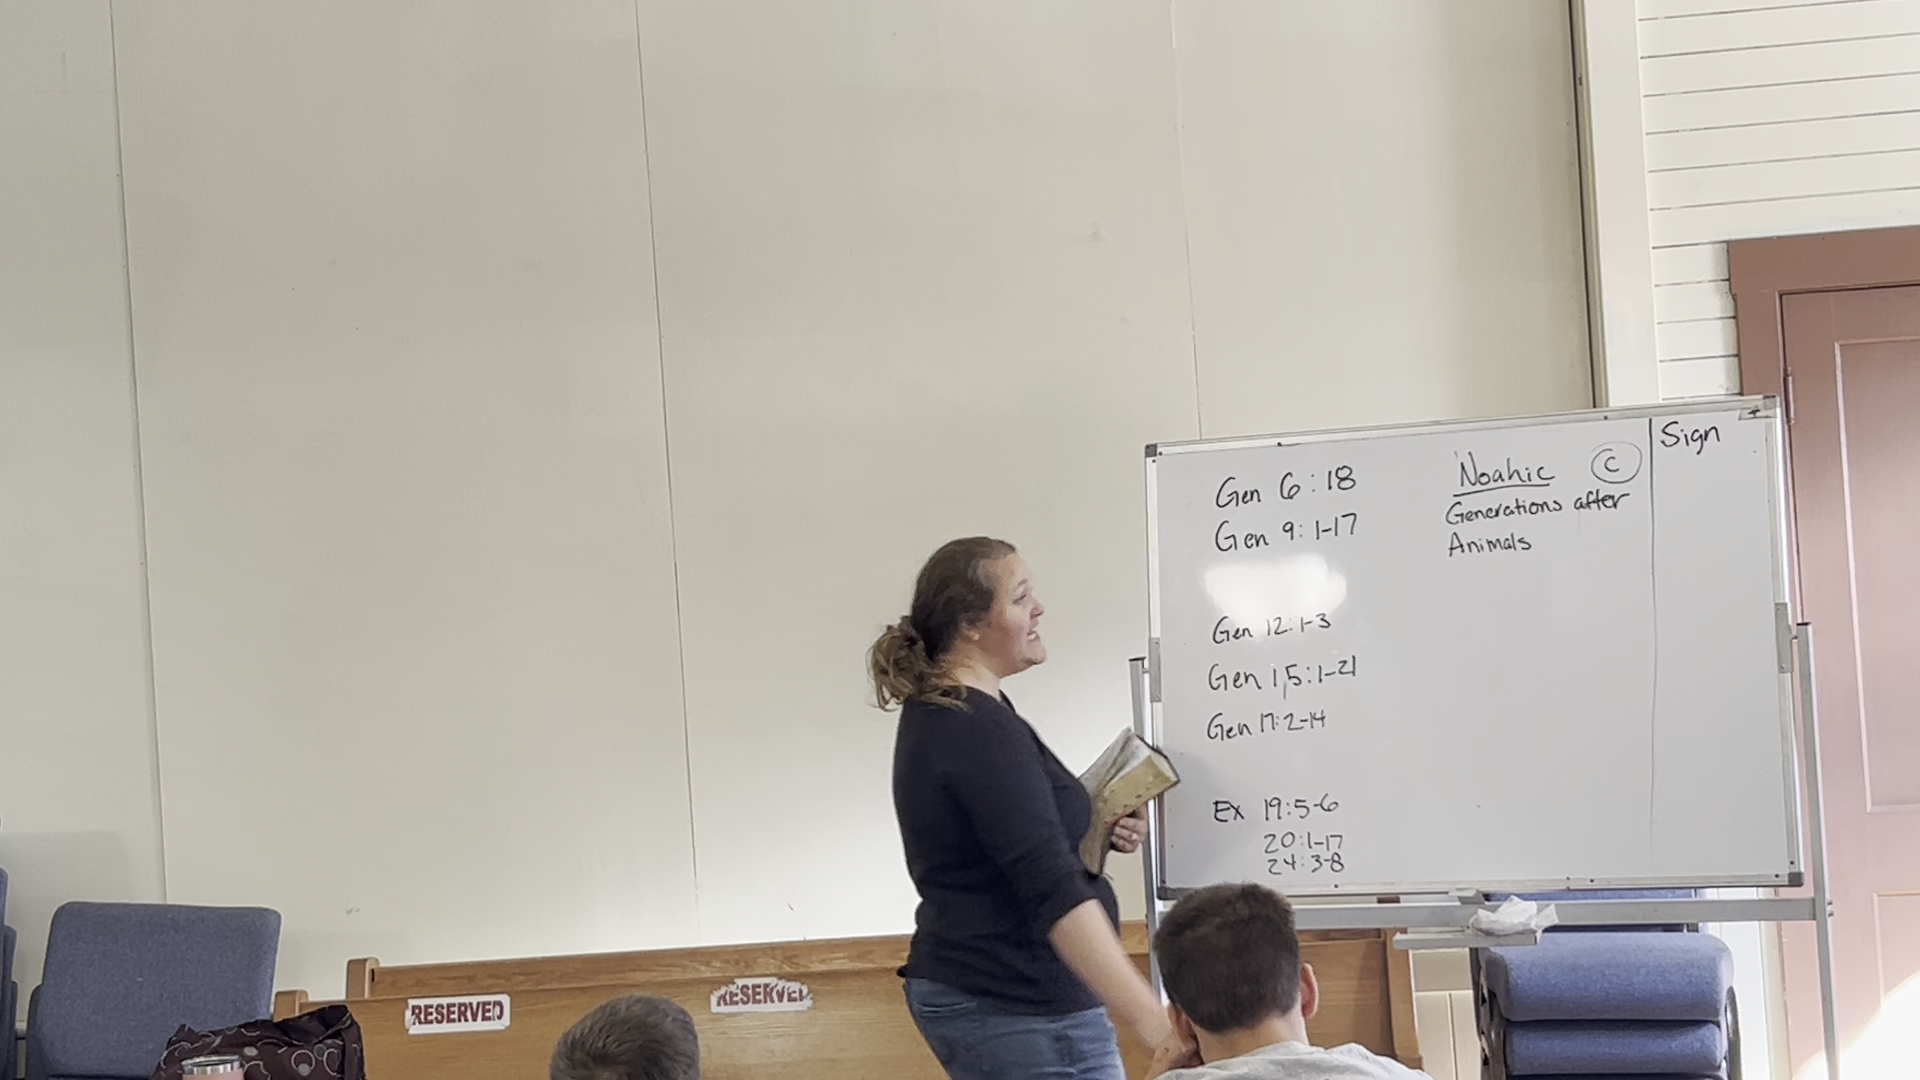 Sign
Gen 6:18
Noahic C
Gen 9:1-17
Generations after
Animals
Gen 12:1-3
Gen 15:1-21
Gen 17:2-14
Ex 19:5-6
20:1-17
24:3-8
RESERVED
RESERVED